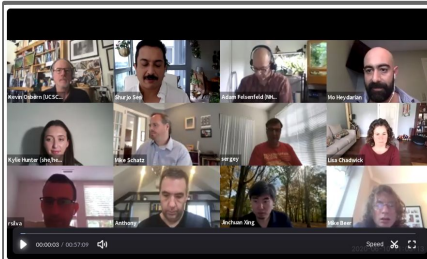 Kevin Osborn (UCSC...
Shurjo Sen
Adam Felsenfeld (NH...
Mo Heydarian
Kylie Hunter (she/he...
Mike Schatz
sergey
Lisa Chadwick
rsilva
Anthony
Jinchuan Xing
Mike Beer
00:00:03 / 00:57:09
Speed